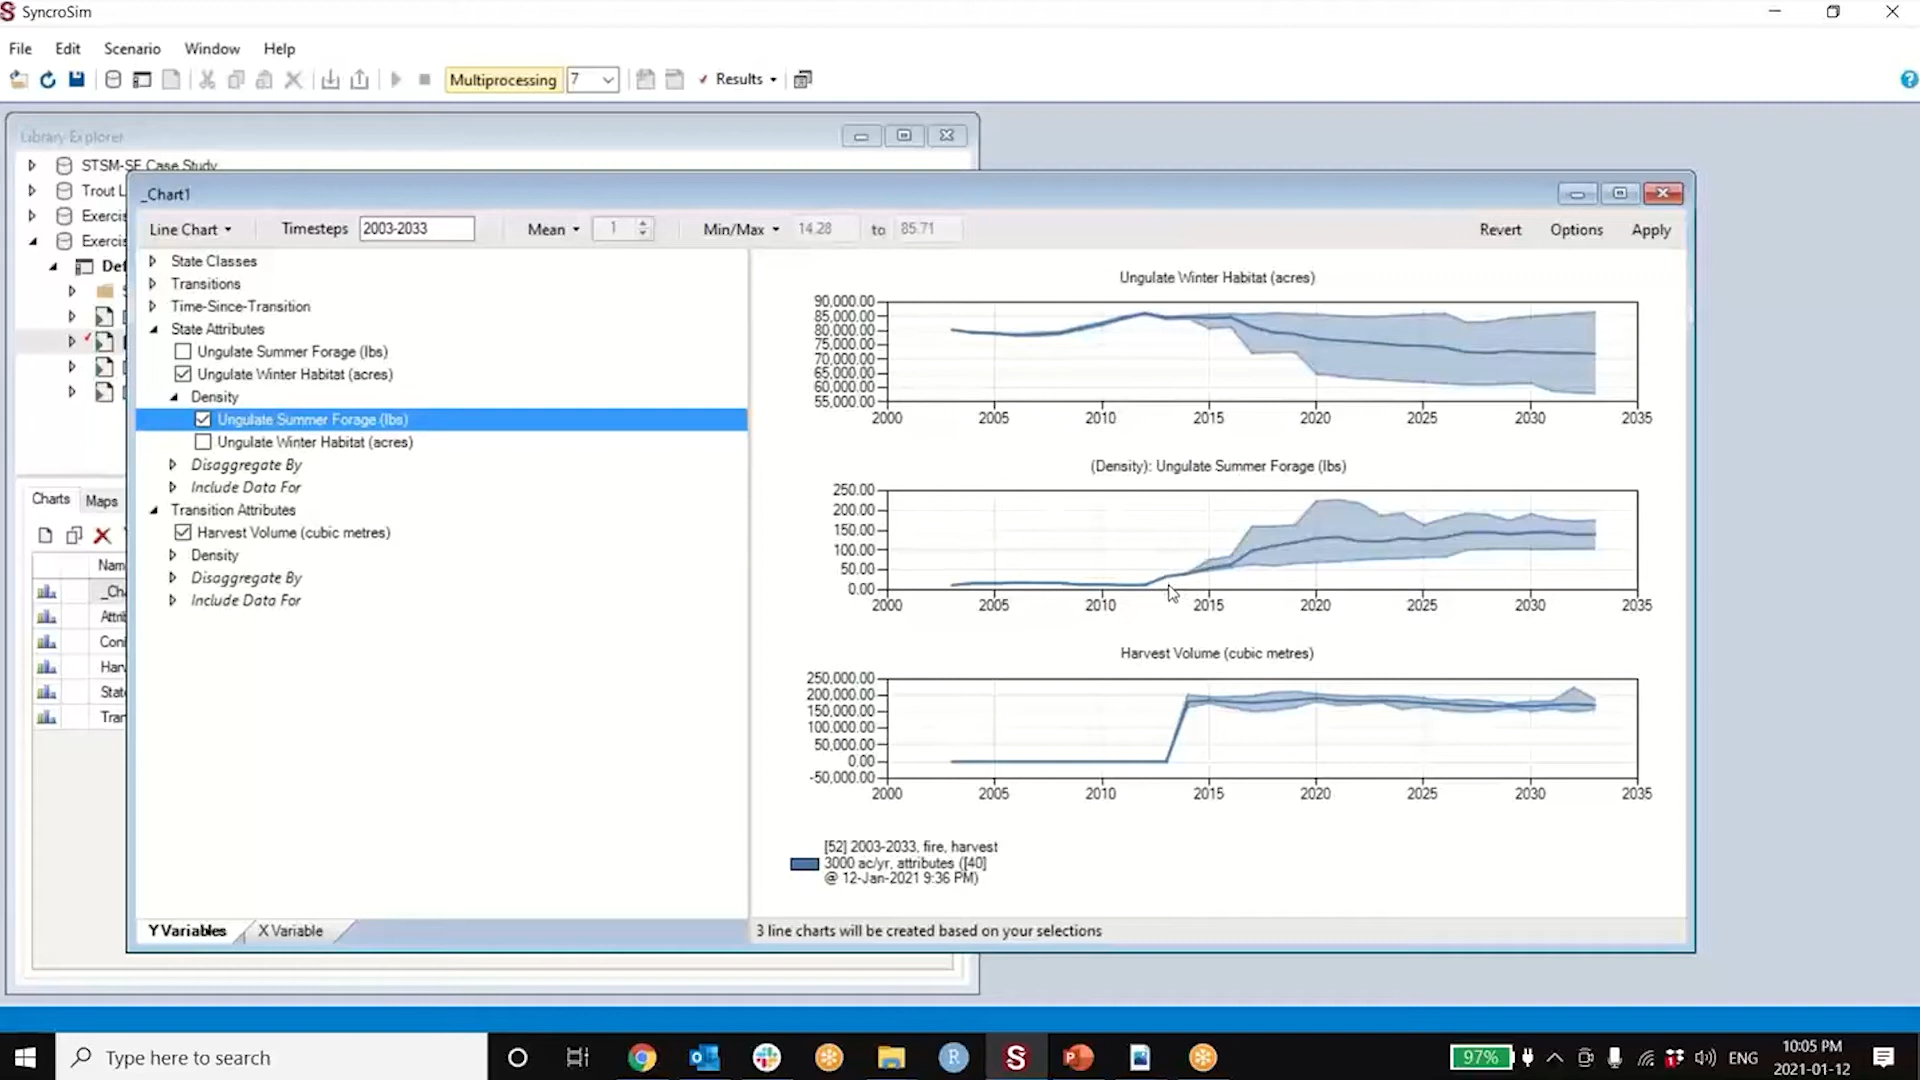 SyncroSim
File Edit Scenario Window Help
Multiprocessing 7 Results
Library Explorer
STSM-SF Case Study
Trout L
Exercis
Exercis
Def
_Chart1
Line Chart Timesteps 2003-2033 Mean 1 Min/Max 14.28 to 85.71 Revert Options Apply
State Classes
Transitions
Time-Since-Transition
State Attributes
Ungulate Summer Forage (lbs)
Ungulate Winter Habitat (acres)
Density
Ungulate Summer Forage (lbs)
Ungulate Winter Habitat (acres)
Disaggregate By
Include Data For
Transition Attributes
Harvest Volume (cubic metres)
Density
Disaggregate By
Include Data For
Y Variables X Variable
Charts Maps
Nam
_Cha
Attrib
Coni
Harv
State
Tran
Ungulate Winter Habitat (acres)
90,000.00
85,000.00
80,000.00
75,000.00
70,000.00
65,000.00
60,000.00
55,000.00
2000 2005 2010 2015 2020 2025 2030 2035
(Density): Ungulate Summer Forage (lbs)
250.00
200.00
150.00
100.00
50.00
0.00
2000 2005 2010 2015 2020 2025 2030 2035
Harvest Volume (cubic metres)
250,000.00
200,000.00
150,000.00
100,000.00
50,000.00
0.00
-50,000.00
2000 2005 2010 2015 2020 2025 2030 2035
[52] 2003-2033, fire, harvest
3000 ac/yr, attributes ([40]
@ 12-Jan-2021 9:36 PM)
3 line charts will be created based on your selections
Type here to search
97%
ENG
10:05 PM
2021-01-12